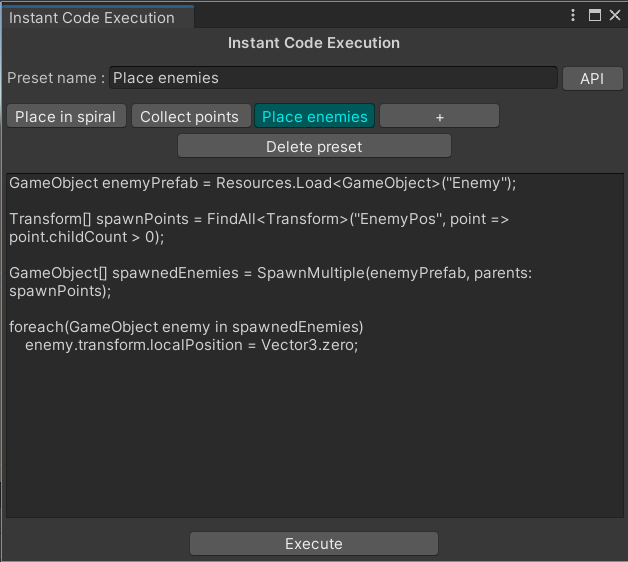 Instant Code Execution
Instant Code Execution
Preset name : Place enemies API
Place in spiral Collect points Place enemies +
Delete preset
GameObject enemyPrefab = Resources.Load<GameObject>("Enemy");
Transform[] spawnPoints = FindAll<Transform>("EnemyPos", point =>
point.childCount > 0);
GameObject[] spawnedEnemies = SpawnMultiple(enemyPrefab, parents:
spawnPoints);
foreach(GameObject enemy in spawnedEnemies)
    enemy.transform.localPosition = Vector3.zero;
Execute